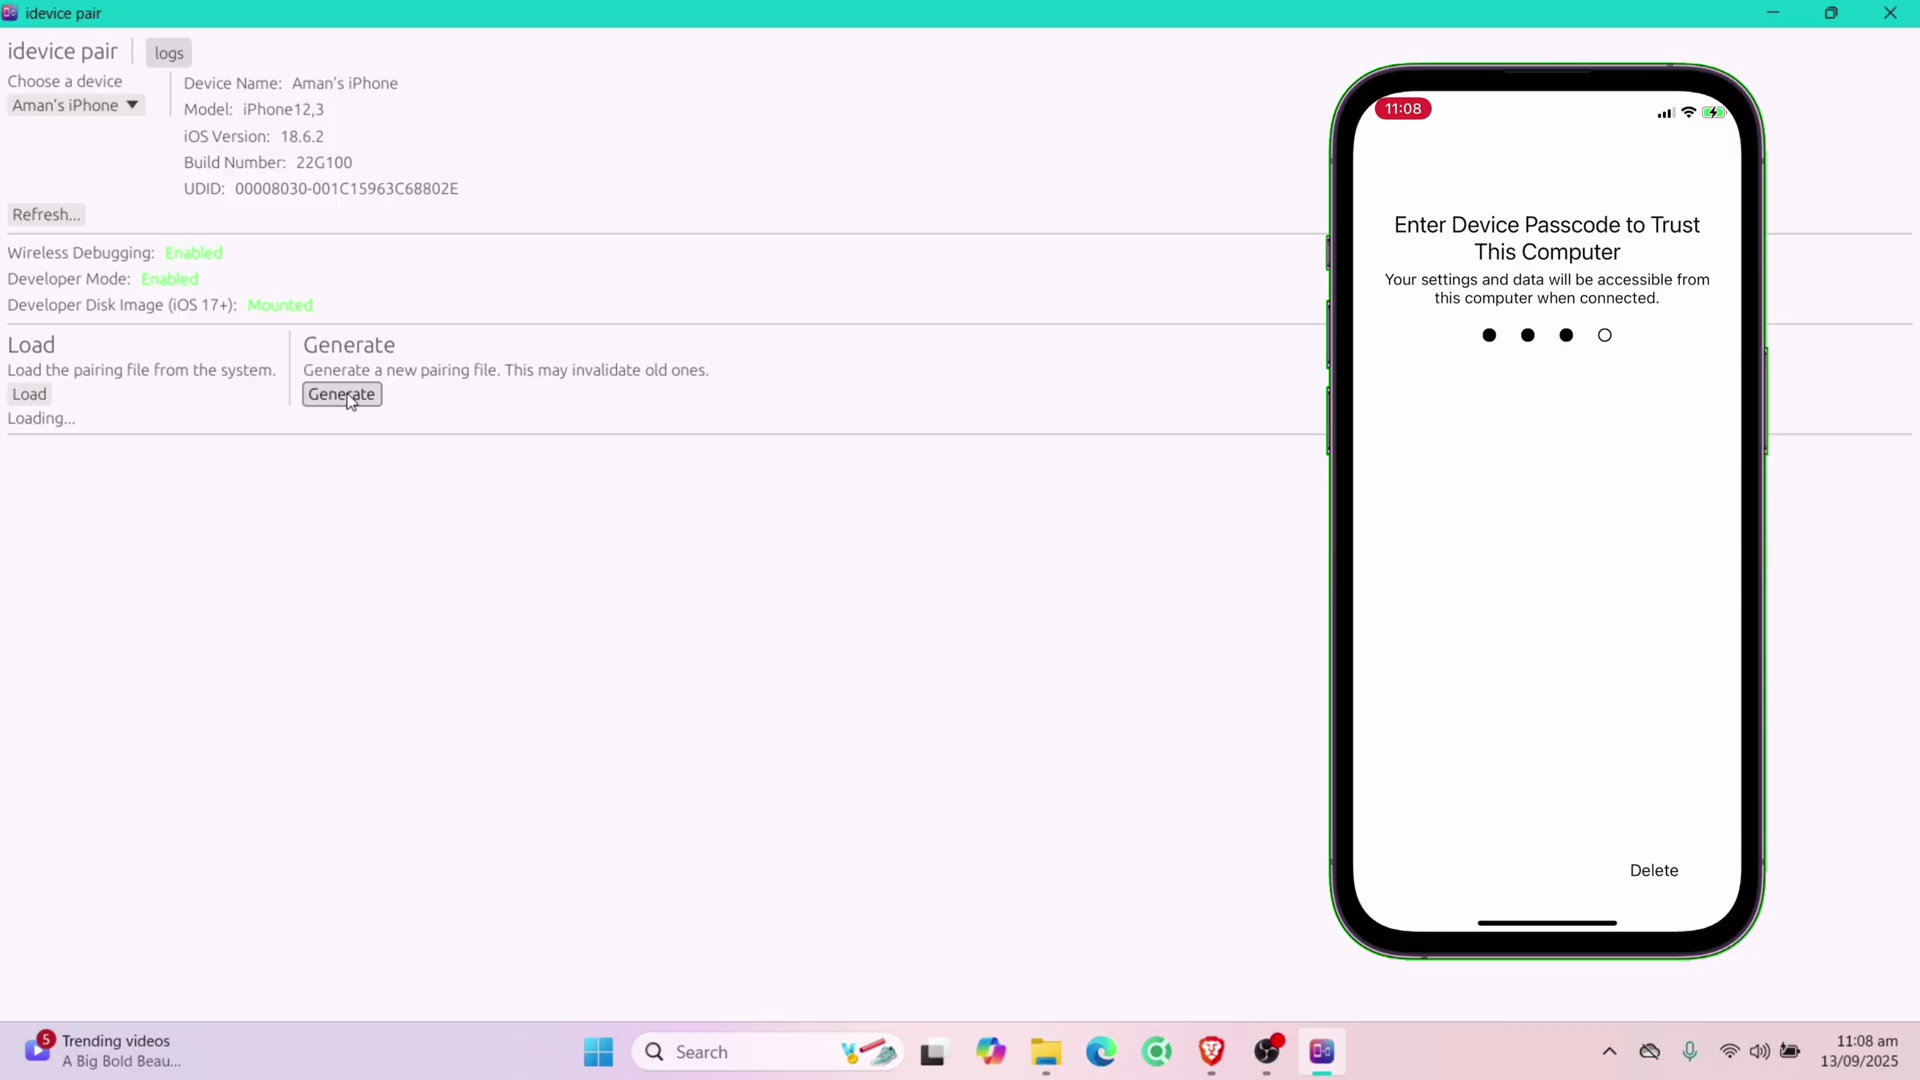 idevice pair
idevice pair
logs
Choose a device
Aman's iPhone
Device Name: Aman's iPhone
Model: iPhone12,3
iOS Version: 18.6.2
Build Number: 22G100
UDID: 00008030-001C15963C68802E
Refresh...
Wireless Debugging: Enabled
Developer Mode: Enabled
Developer Disk Image (iOS 17+): Mounted
Load
Load the pairing file from the system.
Load
Loading...
Generate
Generate a new pairing file. This may invalidate old ones.
Generate
11:08
Enter Device Passcode to Trust
This Computer
Your settings and data will be accessible from
this computer when connected.
Delete
5
Trending videos
A Big Bold Beau...
Search
11:08 am
13/09/2025